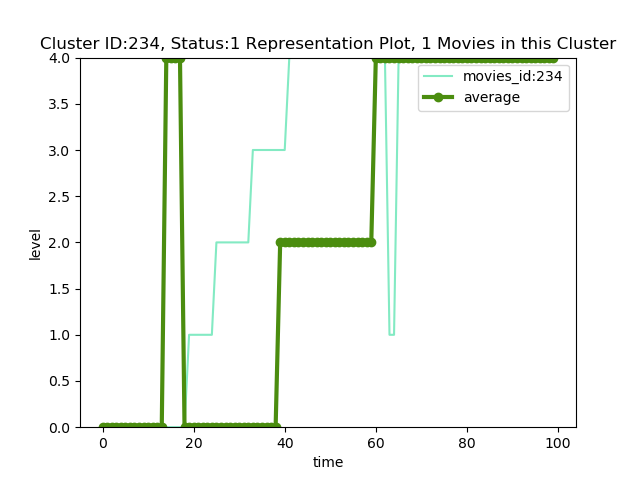 Cluster ID:234, Status:1 Representation Plot, 1 Movies in this Cluster
4.0
3.5
3.0
2.5
2.0
1.5
1.0
0.5
0.0
level
movies_id:234
average
0 20 40 60 80 100
time